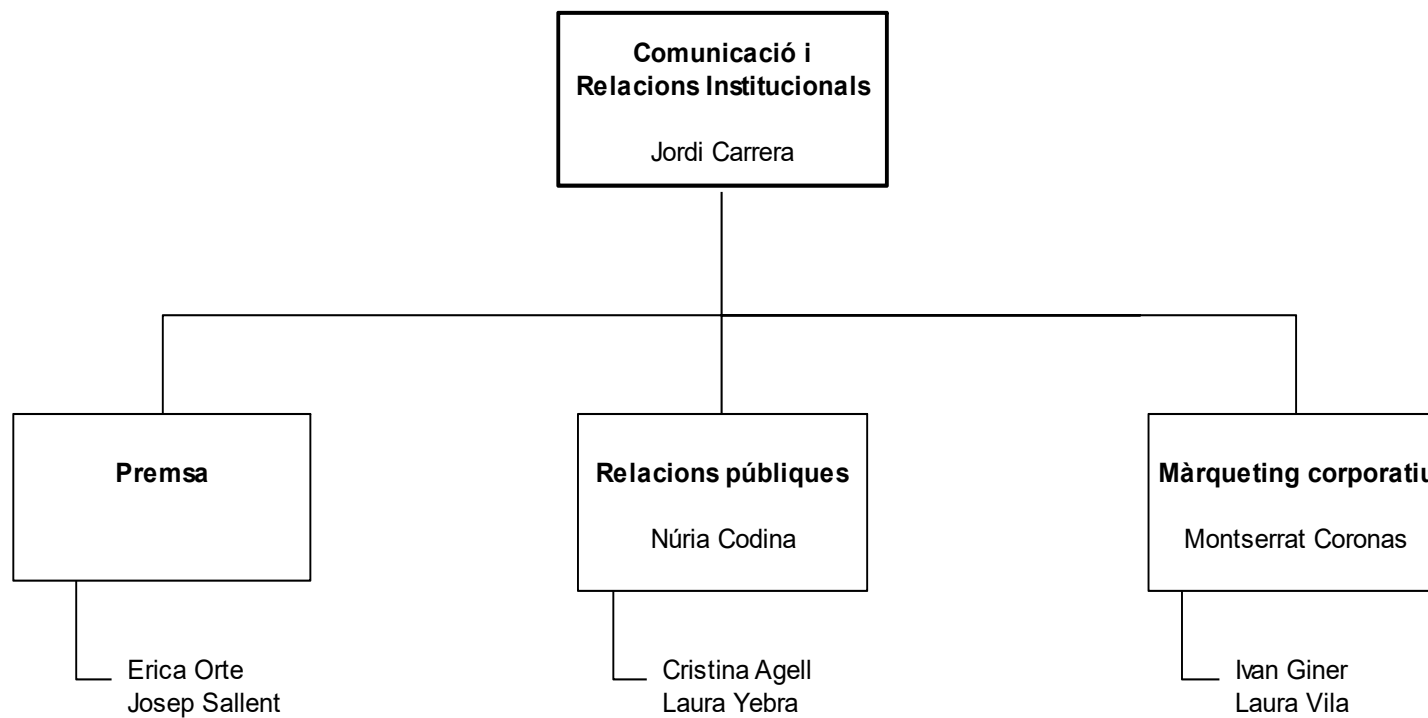 Comunicació i
Relacions Institucionals
Jordi Carrera
Premsa
Erica Orte
Josep Sallent
Relacions públiques
Núria Codina
Cristina Agell
Laura Yebra
Màrqueting corporatiu
Montserrat Coronas
Ivan Giner
Laura Vila